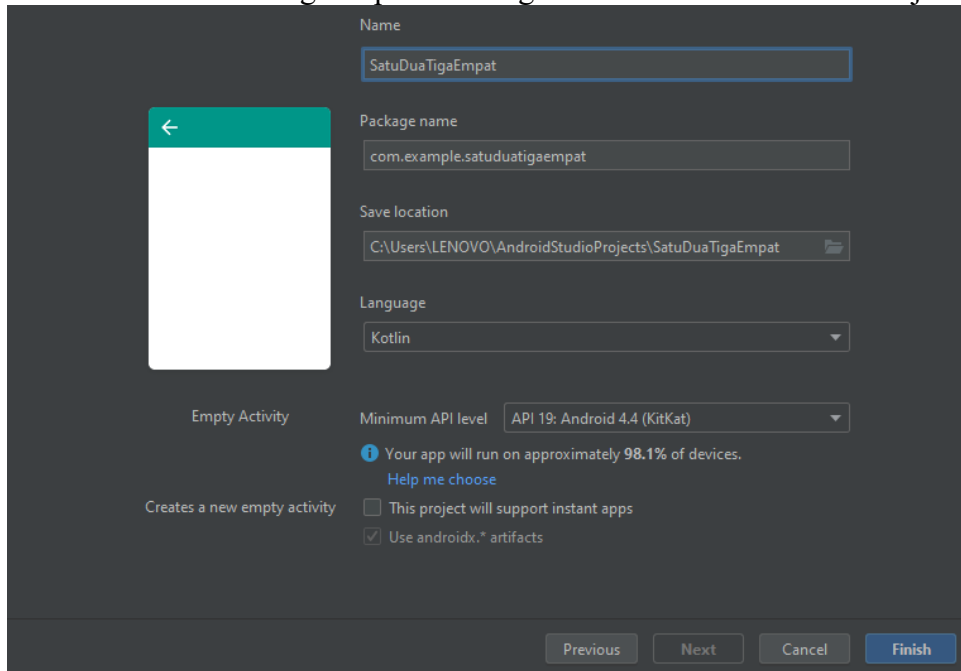 Name
SatuDuaTigaEmpat
Package name
com.example.satuduatigaempat
Save location
C:\Users\LENOVO\AndroidStudioProjects\SatuDuaTigaEmpat
Language
Kotlin
Empty Activity
Minimum API level API 19: Android 4.4 (KitKat)
Your app will run on approximately 98.1% of devices.
Help me choose
Creates a new empty activity
This project will support instant apps
Use androidx.* artifacts
Previous Next Cancel Finish